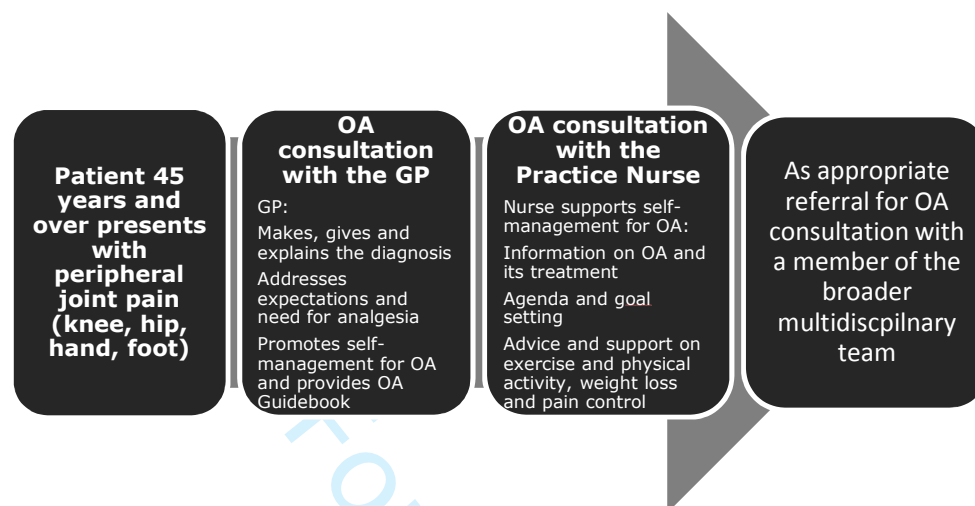 Patient 45
years and
over presents
with
peripheral
joint pain
(knee, hip,
hand, foot)
OA
consultation
with the GP
GP:
Makes, gives and
explains the diagnosis
Addresses
expectations and
need for analgesia
Promotes self-
management for OA
and provides OA
Guidebook
OA consultation
with the
Practice Nurse
Nurse supports self-
management for OA:
Information on OA and
its treatment
Agenda and goal
setting
Advice and support on
exercise and physical
activity, weight loss
and pain control
As appropriate
referral for OA
consultation with
a member of the
broader
multidiscpilnary
team